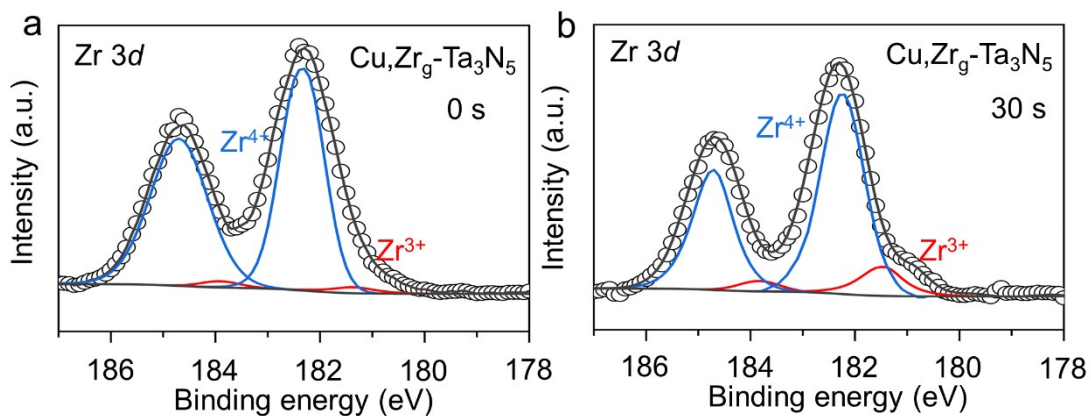 a
Zr 3d
Cu,Zrg-Ta3N5
0 s
Zr4+
Zr3+
Intensity (a.u.)
186 184 182 180 178
Binding energy (eV)
b
Zr 3d
Cu,Zrg-Ta3N5
30 s
Zr4+
Zr3+
Intensity (a.u.)
186 184 182 180 178
Binding energy (eV)